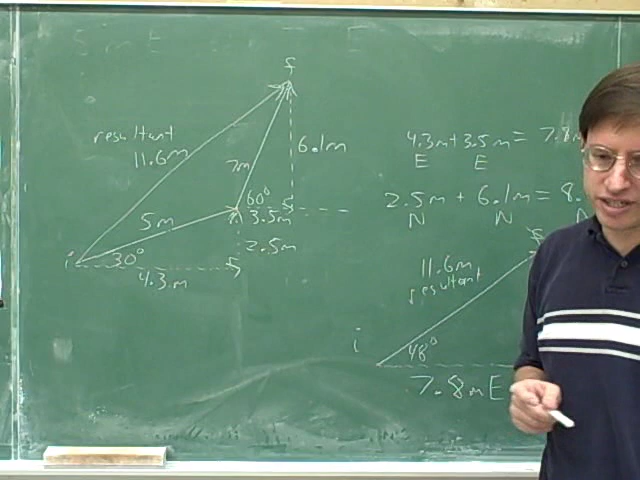 f
resultant
11.6m
6.1m
7m
60°
3.5m
5m
2.5m
i
30°
4.3m
4.3m + 3.5m = 7.8m
E E
2.5m + 6.1m = 8.
N N
f
11.6m
resultant
i
48°
7.8m E